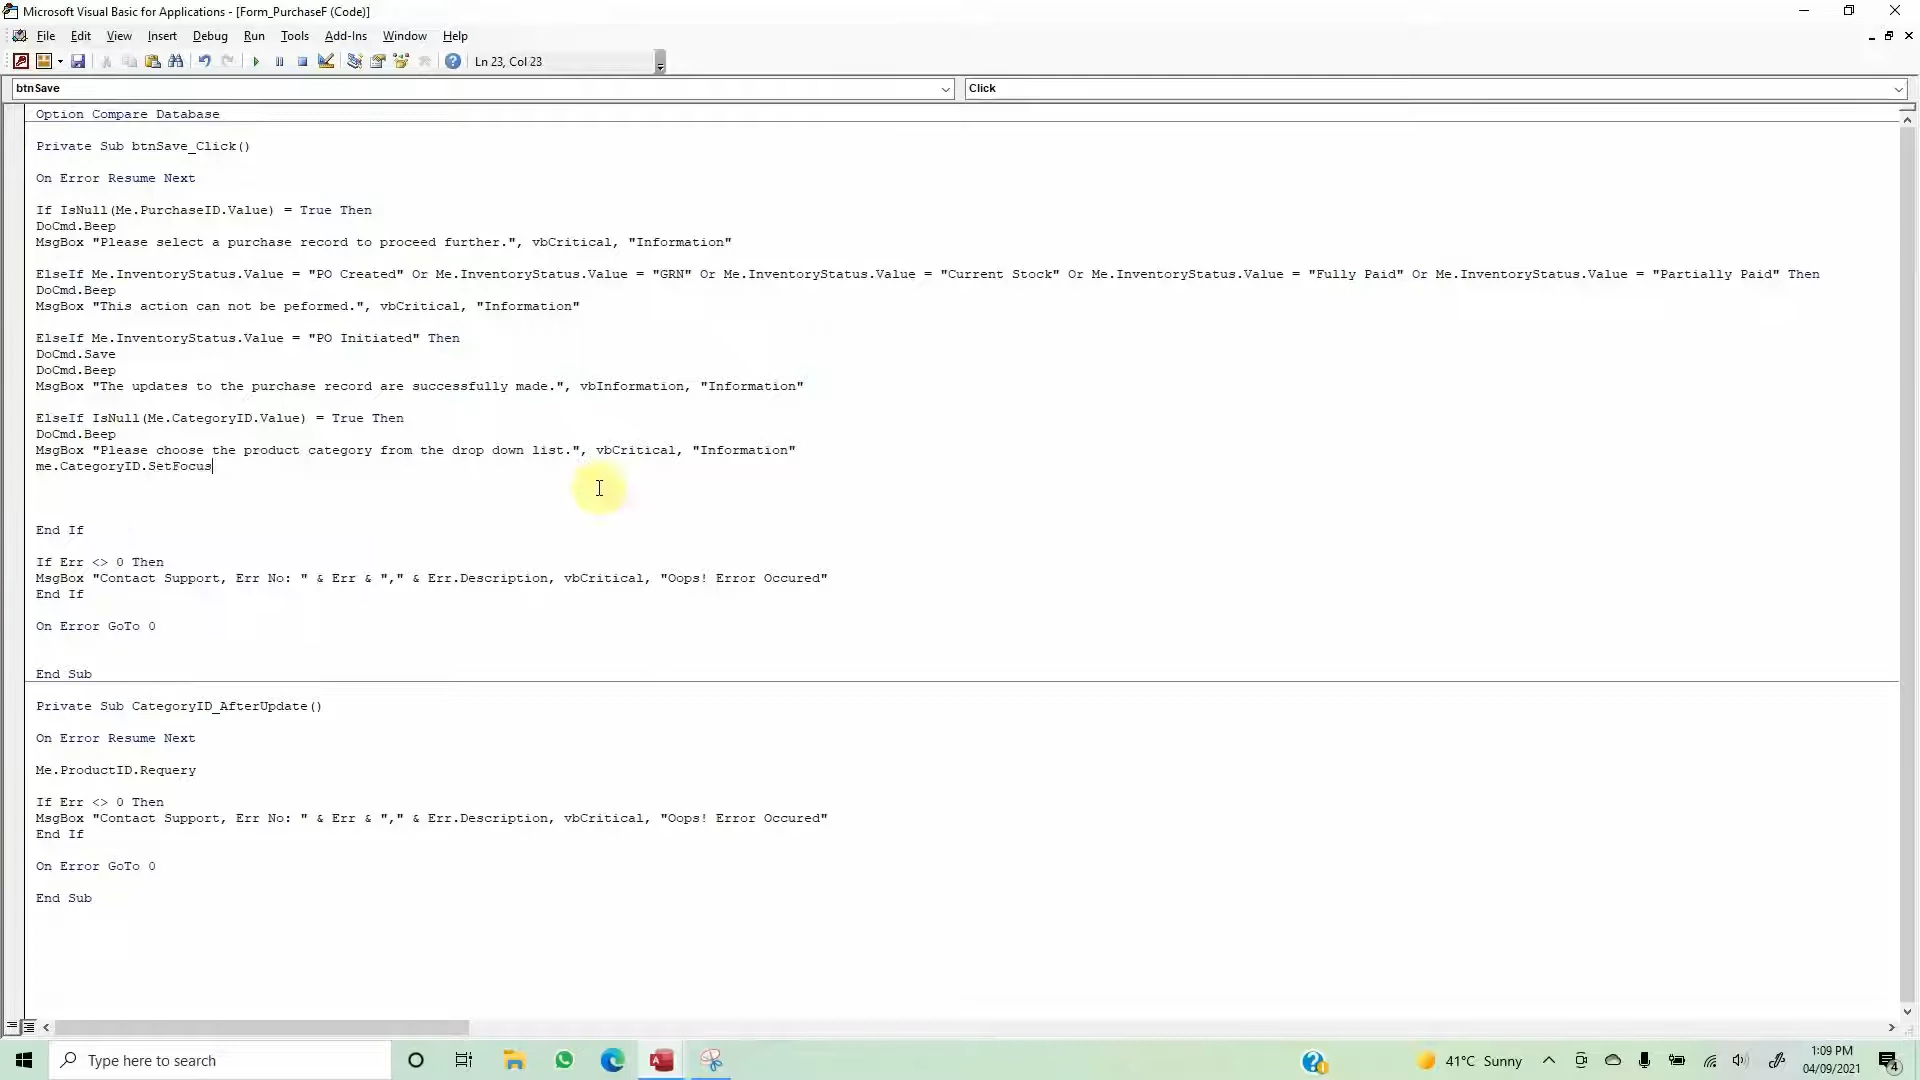 Microsoft Visual Basic for Applications - [Form_PurchaseF (Code)]
File Edit View Insert Debug Run Tools Add-Ins Window Help
Ln 23, Col 23
btnSave Click
Option Compare Database
Private Sub btnSave_Click()
On Error Resume Next
If IsNull(Me.PurchaseID.Value) = True Then
DoCmd.Beep
MsgBox "Please select a purchase record to proceed further.", vbCritical, "Information"
ElseIf Me.InventoryStatus.Value = "PO Created" Or Me.InventoryStatus.Value = "GRN" Or Me.InventoryStatus.Value = "Current Stock" Or Me.InventoryStatus.Value = "Fully Paid" Or Me.InventoryStatus.Value = "Partially Paid" Then
DoCmd.Beep
MsgBox "This action can not be peformed.", vbCritical, "Information"
ElseIf Me.InventoryStatus.Value = "PO Initiated" Then
DoCmd.Save
DoCmd.Beep
MsgBox "The updates to the purchase record are successfully made.", vbInformation, "Information"
ElseIf IsNull(Me.CategoryID.Value) = True Then
DoCmd.Beep
MsgBox "Please choose the product category from the drop down list.", vbCritical, "Information"
me.CategoryID.SetFocus
End If
If Err <> 0 Then
MsgBox "Contact Support, Err No: " & Err & "," & Err.Description, vbCritical, "Oops! Error Occured"
End If
On Error GoTo 0
End Sub
Private Sub CategoryID_AfterUpdate()
On Error Resume Next
Me.ProductID.Requery
If Err <> 0 Then
MsgBox "Contact Support, Err No: " & Err & "," & Err.Description, vbCritical, "Oops! Error Occured"
End If
On Error GoTo 0
End Sub
Type here to search
41°C Sunny
1:09 PM
04/09/2021
4